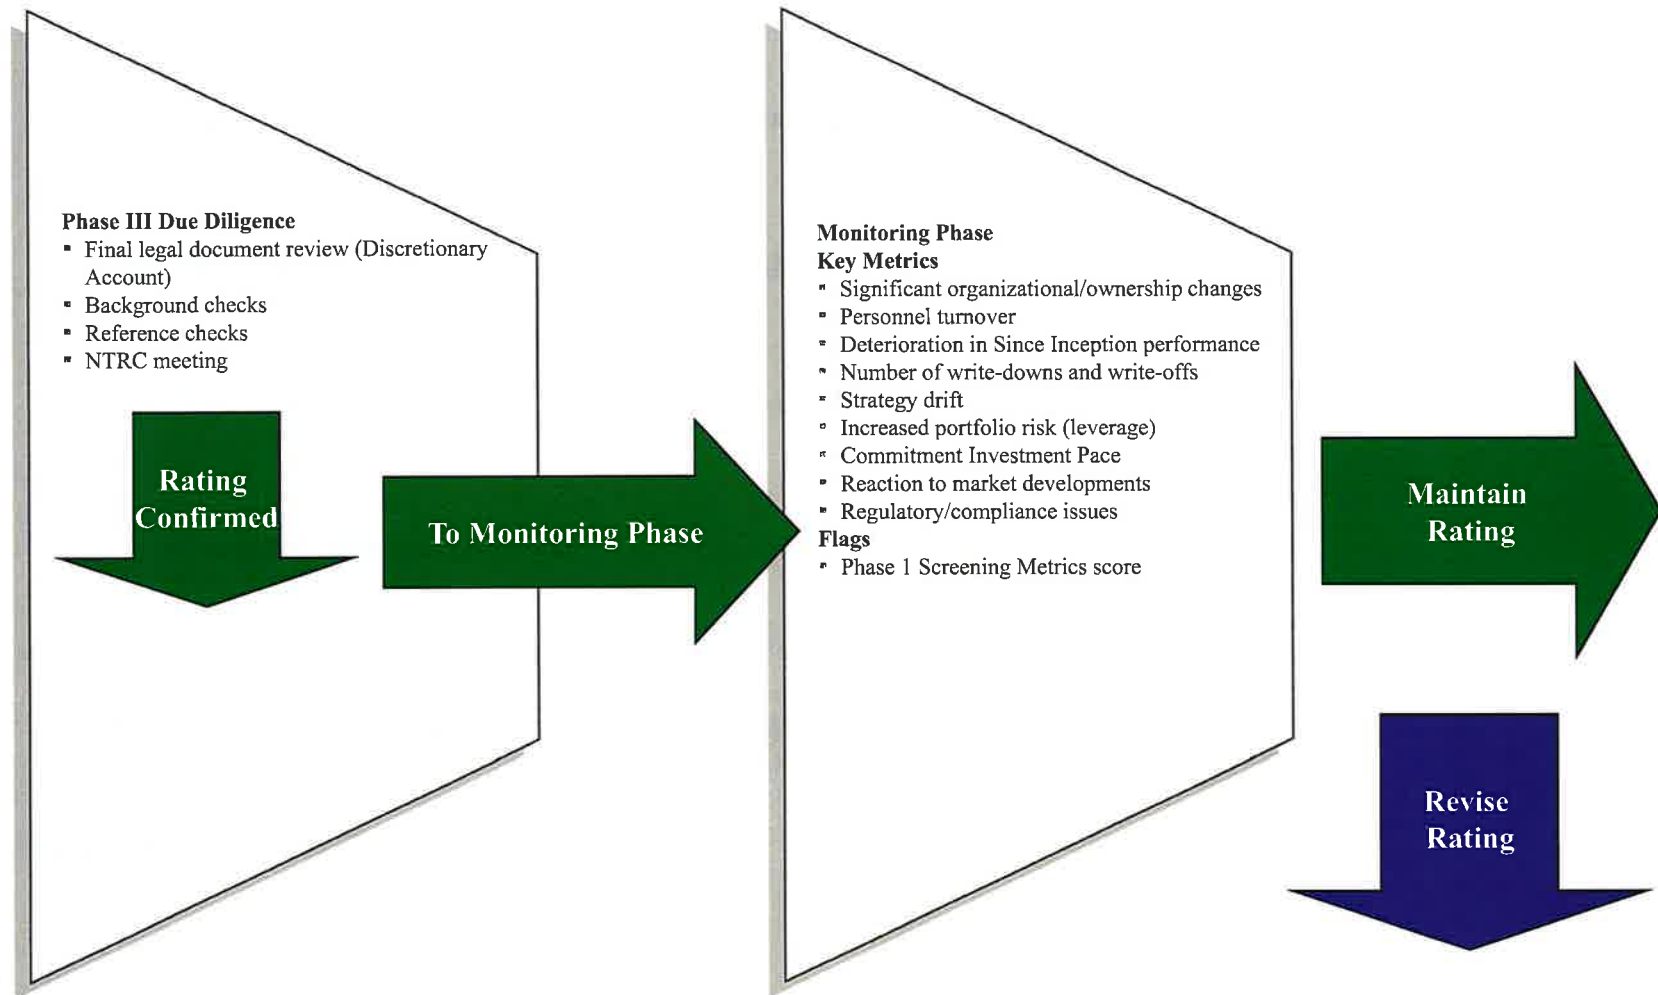 Phase III Due Diligence
▪ Final legal document review (Discretionary
Account)
▪ Background checks
▪ Reference checks
▪ NTRC meeting
Rating
Confirmed
To Monitoring Phase
Monitoring Phase
Key Metrics
▪ Significant organizational/ownership changes
▪ Personnel turnover
▪ Deterioration in Since Inception performance
▪ Number of write-downs and write-offs
▪ Strategy drift
▪ Increased portfolio risk (leverage)
▪ Commitment Investment Pace
▪ Reaction to market developments
▪ Regulatory/compliance issues
Flags
▪ Phase 1 Screening Metrics score
Maintain
Rating
Revise
Rating